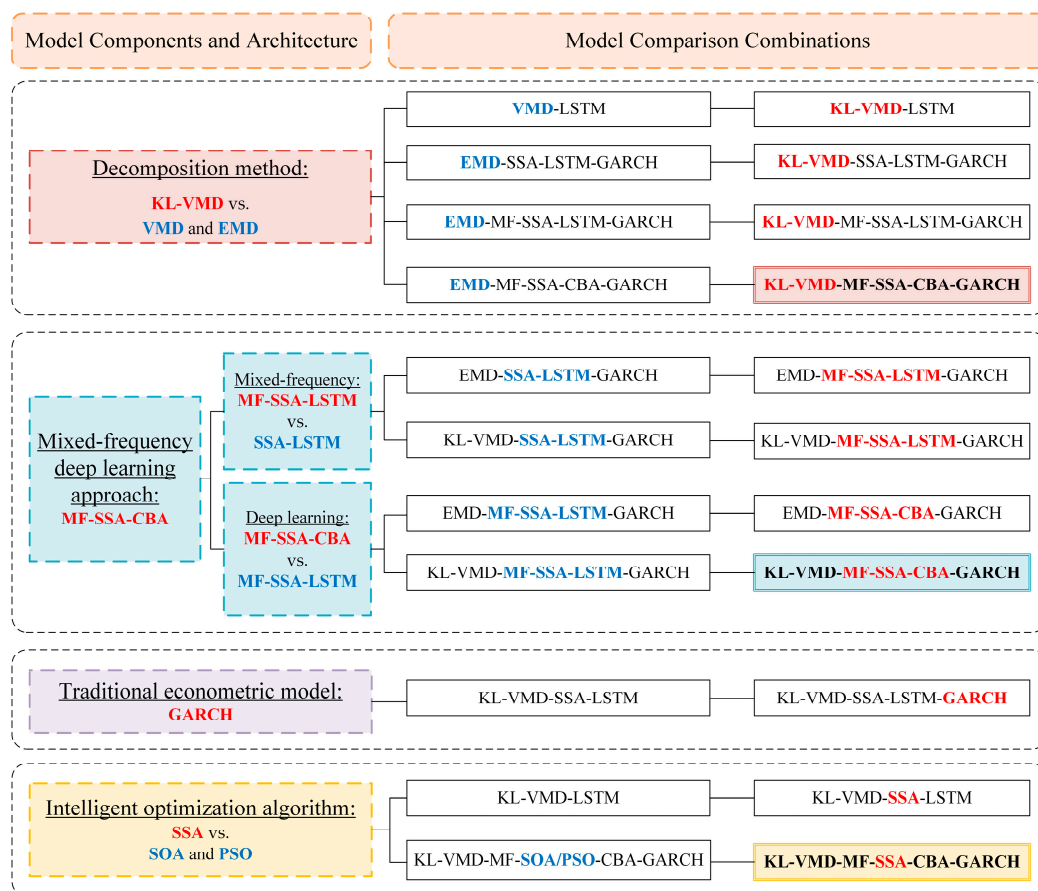 Model Components and Architecture
Model Comparison Combinations
Decomposition method:
KL-VMD vs.
VMD and EMD
VMD-LSTM
KL-VMD-LSTM
EMD-SSA-LSTM-GARCH
KL-VMD-SSA-LSTM-GARCH
EMD-MF-SSA-LSTM-GARCH
KL-VMD-MF-SSA-LSTM-GARCH
EMD-MF-SSA-CBA-GARCH
KL-VMD-MF-SSA-CBA-GARCH
Mixed-frequency
deep learning
approach:
MF-SSA-CBA
Mixed-frequency:
MF-SSA-LSTM
vs.
SSA-LSTM
EMD-SSA-LSTM-GARCH
EMD-MF-SSA-LSTM-GARCH
KL-VMD-SSA-LSTM-GARCH
KL-VMD-MF-SSA-LSTM-GARCH
Deep learning:
MF-SSA-CBA
vs.
MF-SSA-LSTM
EMD-MF-SSA-LSTM-GARCH
EMD-MF-SSA-CBA-GARCH
KL-VMD-MF-SSA-LSTM-GARCH
KL-VMD-MF-SSA-CBA-GARCH
Traditional econometric model:
GARCH
KL-VMD-SSA-LSTM
KL-VMD-SSA-LSTM-GARCH
Intelligent optimization algorithm:
SSA vs.
SOA and PSO
KL-VMD-LSTM
KL-VMD-SSA-LSTM
KL-VMD-MF-SOA/PSO-CBA-GARCH
KL-VMD-MF-SSA-CBA-GARCH